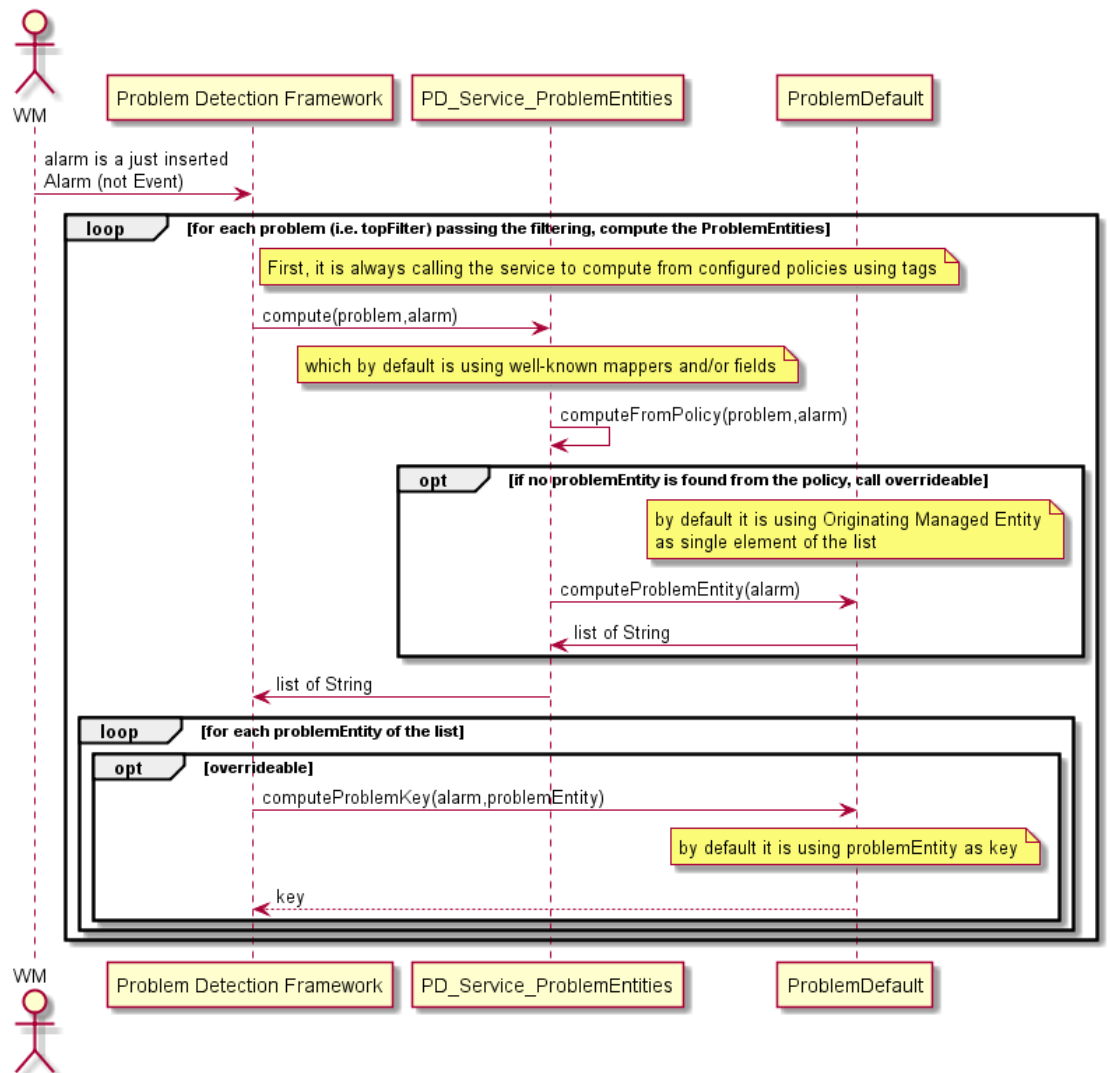 WM
Problem Detection Framework
PD_Service_ProblemEntities
ProblemDefault
alarm is a just inserted
Alarm (not Event)
loop
[for each problem (i.e. topFilter) passing the filtering, compute the ProblemEntities]
First, it is always calling the service to compute from configured policies using tags
compute(problem,alarm)
which by default is using well-known mappers and/or fields
computeFromPolicy(problem,alarm)
opt
[if no problemEntity is found from the policy, call overrideable]
by default it is using Originating Managed Entity
as single element of the list
computeProblemEntity(alarm)
list of String
list of String
loop
[for each problemEntity of the list]
opt
[overrideable]
computeProblemKey(alarm,problemEntity)
by default it is using problemEntity as key
key
WM
Problem Detection Framework
PD_Service_ProblemEntities
ProblemDefault